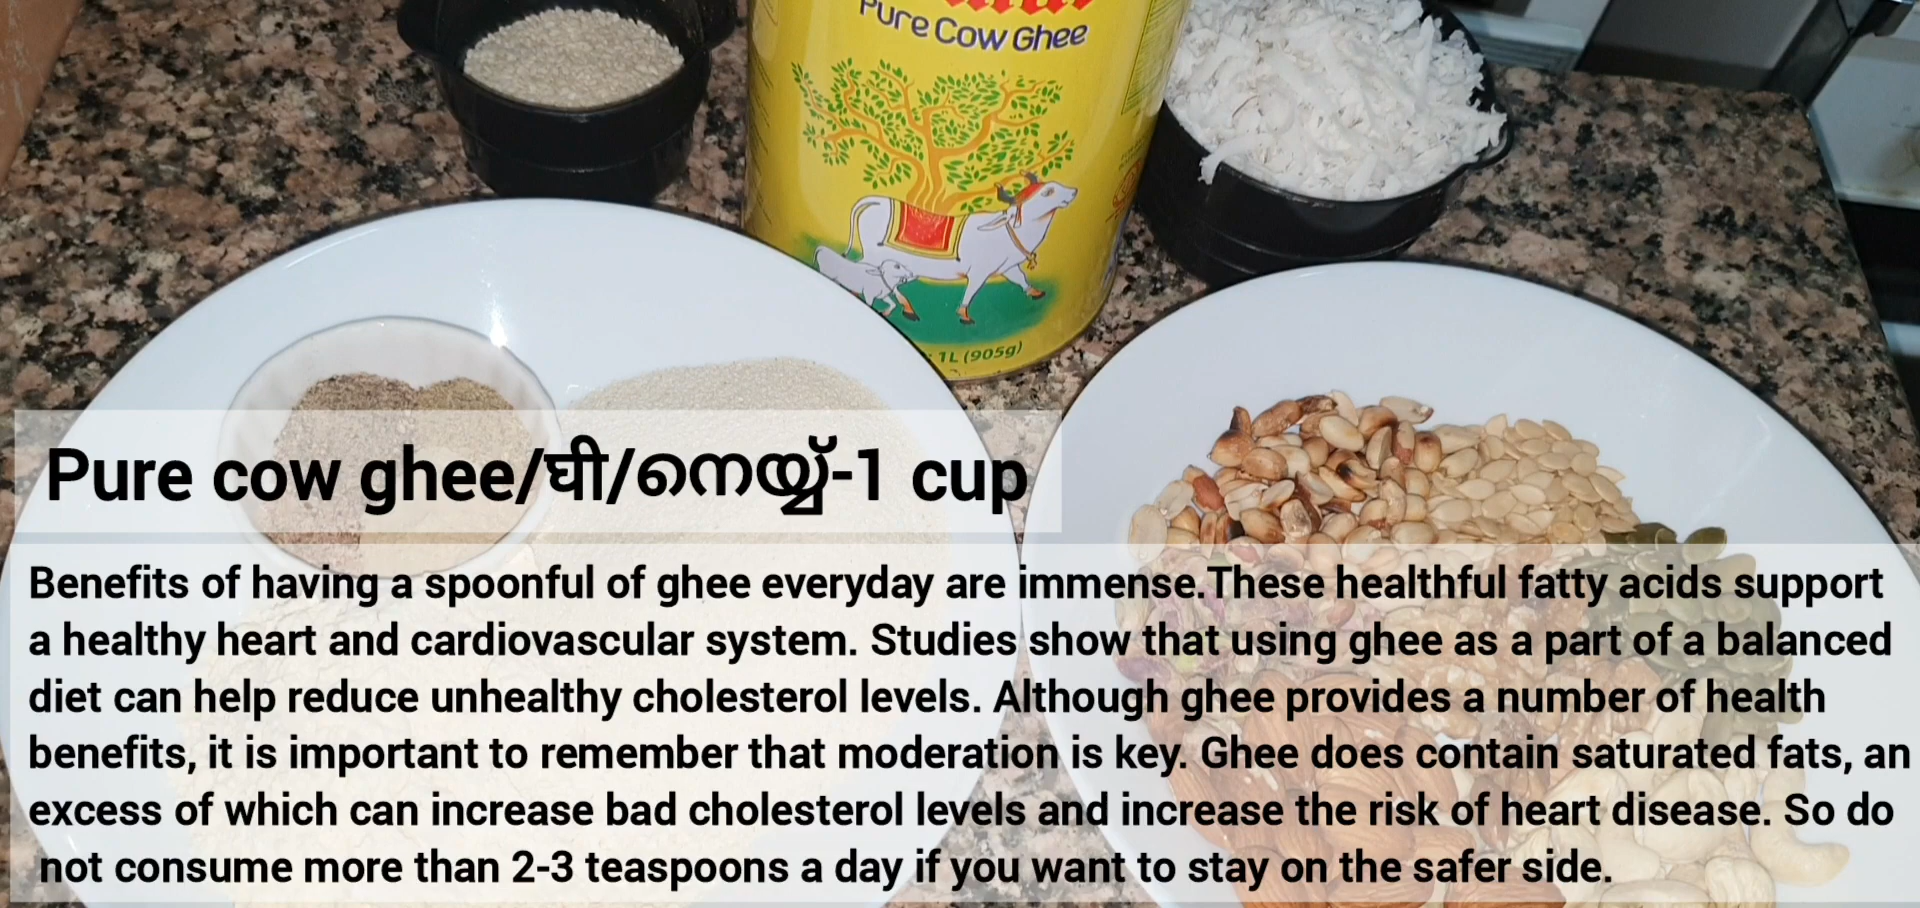 Pure Cow Ghee
1L (905g)
Pure cow ghee/घी/നെയ്യ്-1 cup
Benefits of having a spoonful of ghee everyday are immense.These healthful fatty acids support
a healthy heart and cardiovascular system. Studies show that using ghee as a part of a balanced
diet can help reduce unhealthy cholesterol levels. Although ghee provides a number of health
benefits, it is important to remember that moderation is key. Ghee does contain saturated fats, an
excess of which can increase bad cholesterol levels and increase the risk of heart disease. So do
not consume more than 2-3 teaspoons a day if you want to stay on the safer side.